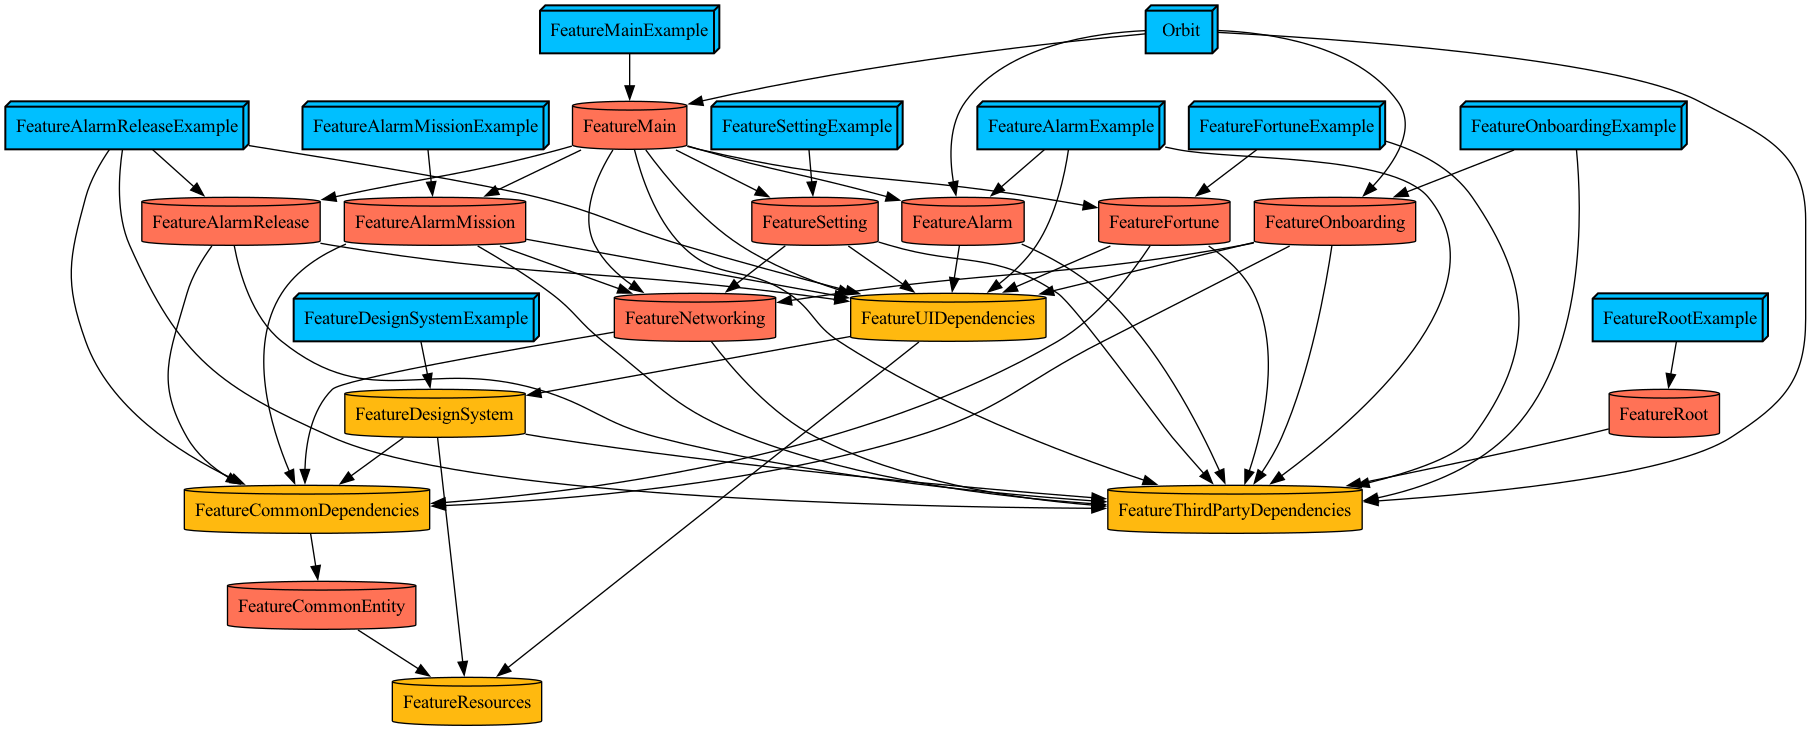 FeatureMainExample
Orbit
FeatureAlarmReleaseExample
FeatureAlarmMissionExample
FeatureMain
FeatureSettingExample
FeatureAlarmExample
FeatureFortuneExample
FeatureOnboardingExample
FeatureAlarmRelease
FeatureAlarmMission
FeatureSetting
FeatureAlarm
FeatureFortune
FeatureOnboarding
FeatureDesignSystemExample
FeatureNetworking
FeatureUIDependencies
FeatureRootExample
FeatureDesignSystem
FeatureRoot
FeatureCommonDependencies
FeatureThirdPartyDependencies
FeatureCommonEntity
FeatureResources